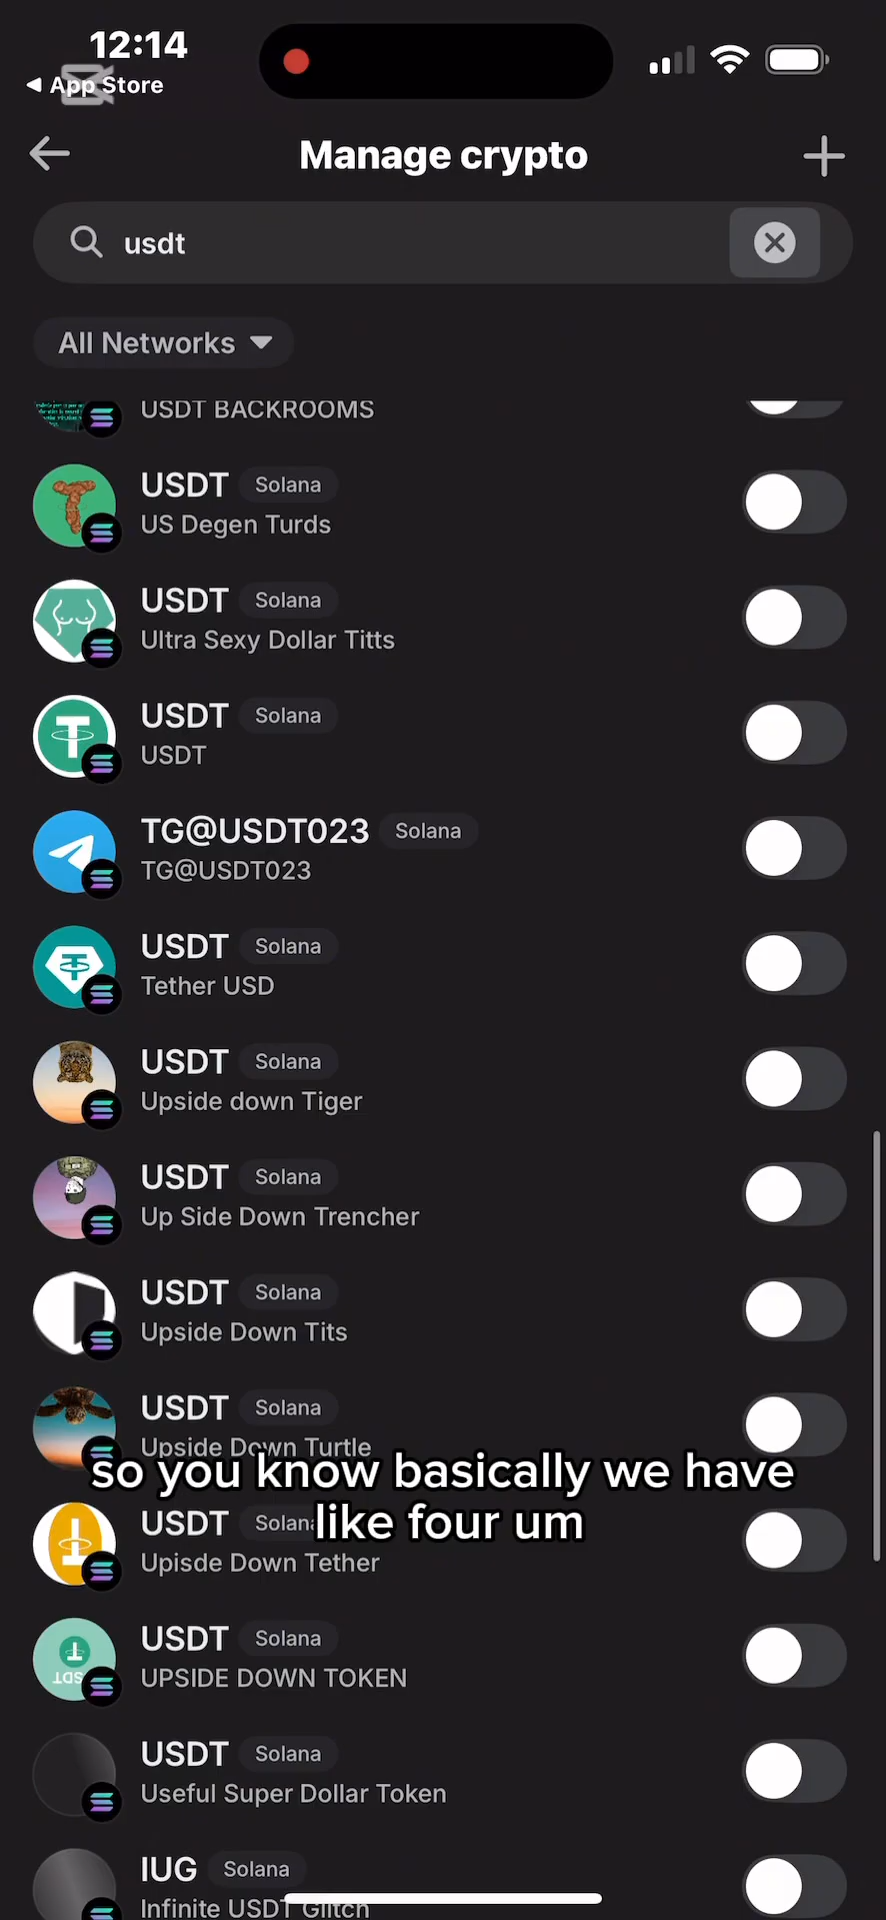 12:14
App Store
Manage crypto
usdt
All Networks
USDT BACKROOMS
USDT Solana
US Degen Turds
USDT Solana
Ultra Sexy Dollar Titts
USDT Solana
USDT
TG@USDT023 Solana
TG@USDT023
USDT Solana
Tether USD
USDT Solana
Upside down Tiger
USDT Solana
Up Side Down Trencher
USDT Solana
Upside Down Tits
USDT Solana
Upside Down Turtle
so you know basically we have
like four um
USDT Solana
Upisde Down Tether
USDT Solana
UPSIDE DOWN TOKEN
USDT Solana
Useful Super Dollar Token
IUG Solana
Infinite USDT Glitch